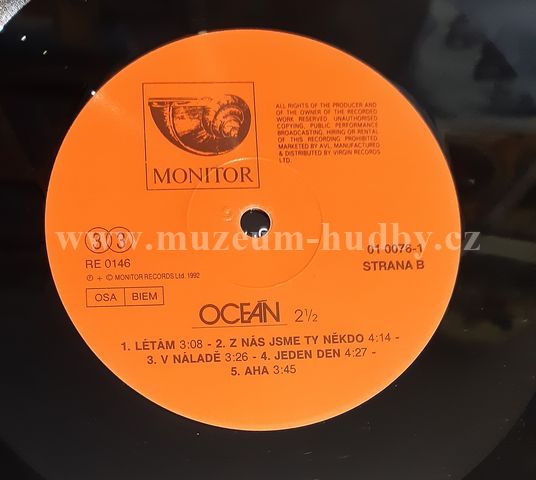 ALL RIGHTS OF THE PRODUCER AND
OF THE OWNER OF THE RECORDED
WORK RESERVED. UNAUTHORISED
COPYING, PUBLIC PERFORMANCE
BROADCASTING, HIRING OR RENTAL
OF THIS RECORDING PROHIBITED
MARKETED BY AVL, MANUFACTURED
& DISTRIBUTED BY VIRGIN RECORDS
LTD.
MONITOR
www.muzeum-hudby.cz
33
RE 0146
℗ + © MONITOR RECORDS Ltd. 1992
OSA BIEM
01 0076-1
STRANA B
OCEÁN 2½
1. LÉTÁM 3:08 - 2. Z NÁS JSME TY NĚKDO 4:14 -
3. V NÁLADĚ 3:26 - 4. JEDEN DEN 4:27 -
5. AHA 3:45